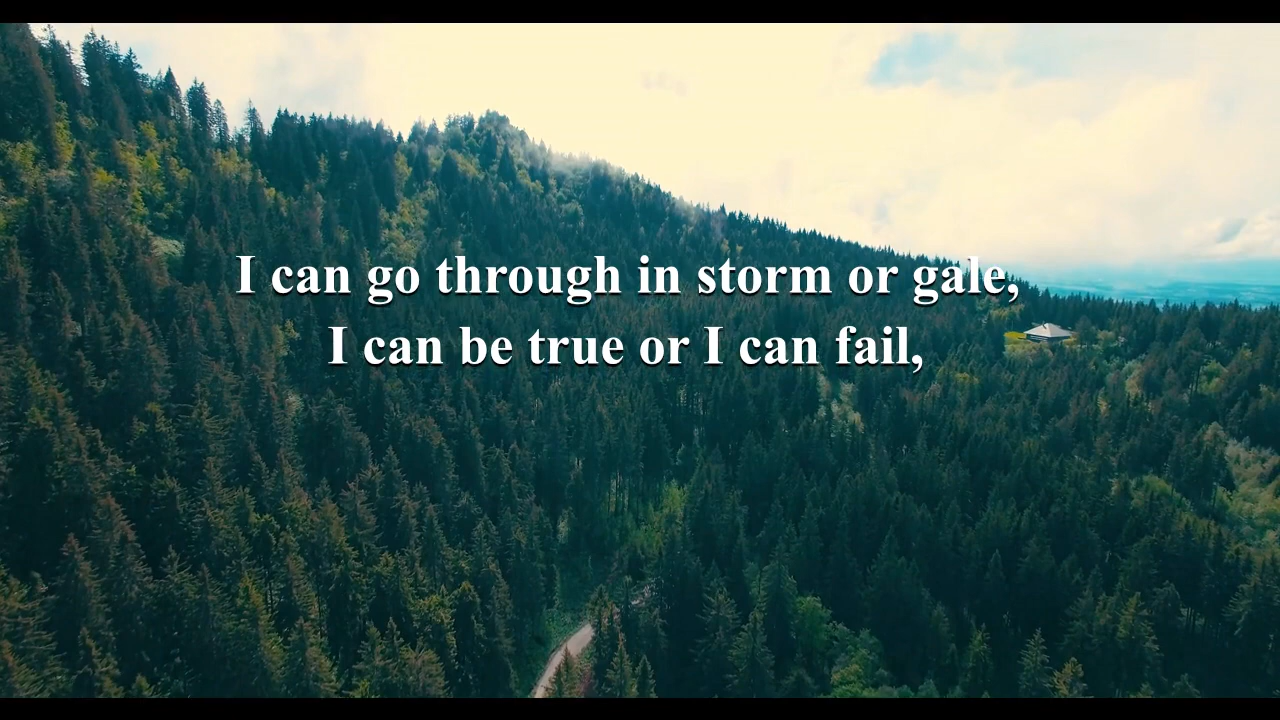 I can go through in storm or gale,
I can be true or I can fail,